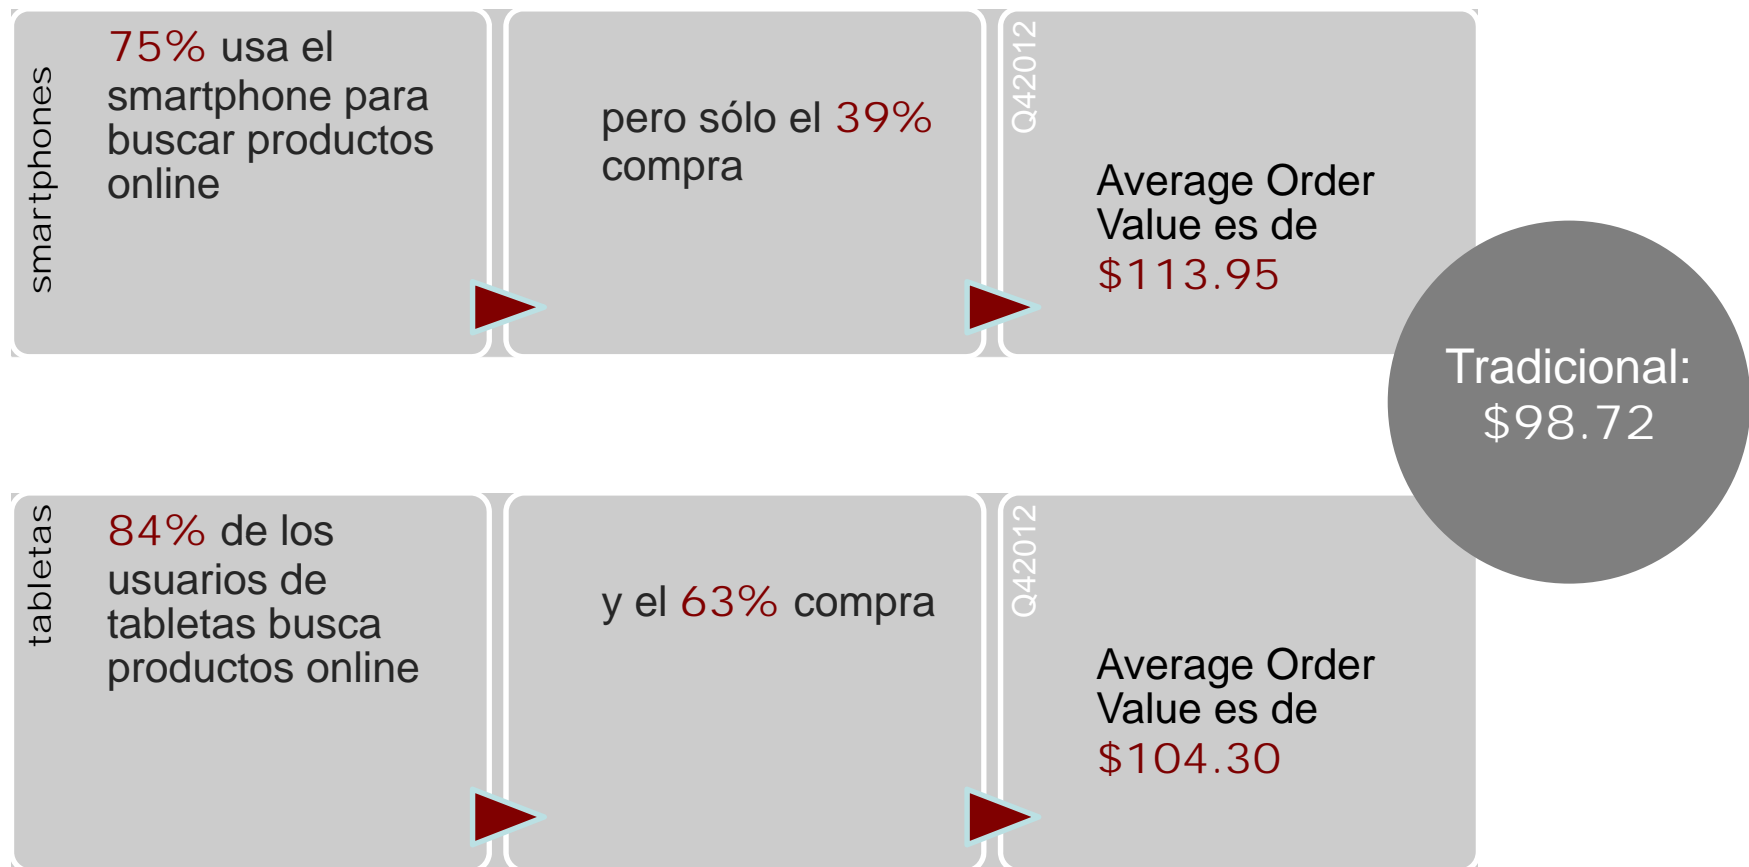 smartphones
75% usa el
smartphone para
buscar productos
online
pero sólo el 39%
compra
Q42012
Average Order
Value es de
$113.95
Tradicional:
$98.72
tabletas
84% de los
usuarios de
tabletas busca
productos online
y el 63% compra
Q42012
Average Order
Value es de
$104.30